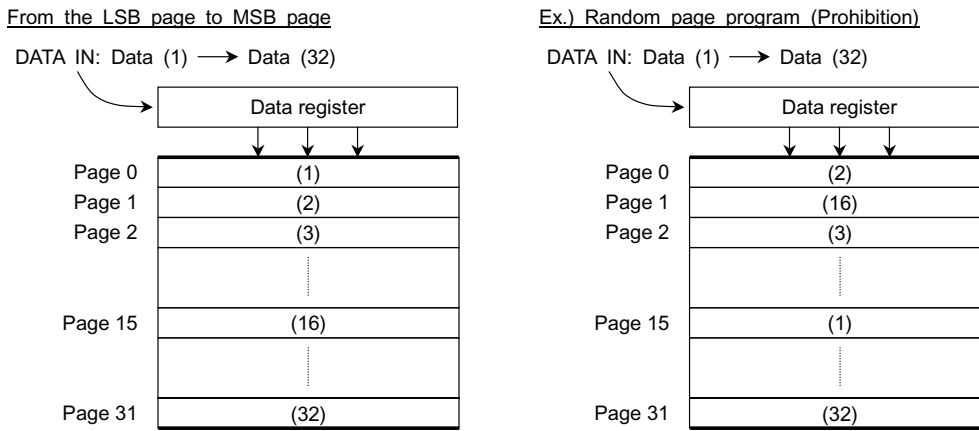 From the LSB page to MSB page
DATA IN: Data (1) → Data (32)
Data register
Page 0 (1)
Page 1 (2)
Page 2 (3)
Page 15 (16)
Page 31 (32)
Ex.) Random page program (Prohibition)
DATA IN: Data (1) → Data (32)
Data register
Page 0 (2)
Page 1 (16)
Page 2 (3)
Page 15 (1)
Page 31 (32)